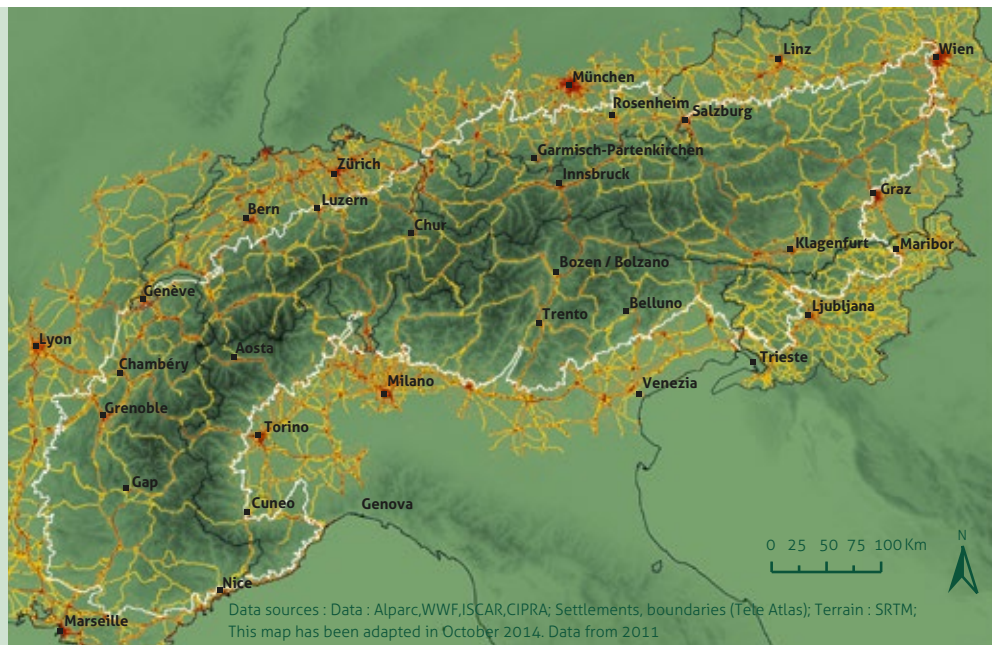 Linz
Wien
München
Rosenheim
Salzburg
Garmisch-Partenkirchen
Zürich
Innsbruck
Graz
Luzern
Bern
Chur
Klagenfurt
Maribor
Bozen / Bolzano
Genève
Belluno
Ljubljana
Trento
Lyon
Aosta
Trieste
Chambéry
Milano
Venezia
Grenoble
Torino
Gap
Cuneo
Genova
N
0 25 50 75 100 Km
Nice
Marseille
Data sources : Data : Alparc,WWF,ISCAR,CIPRA; Settlements, boundaries (Tele Atlas); Terrain : SRTM;
This map has been adapted in October 2014. Data from 2011